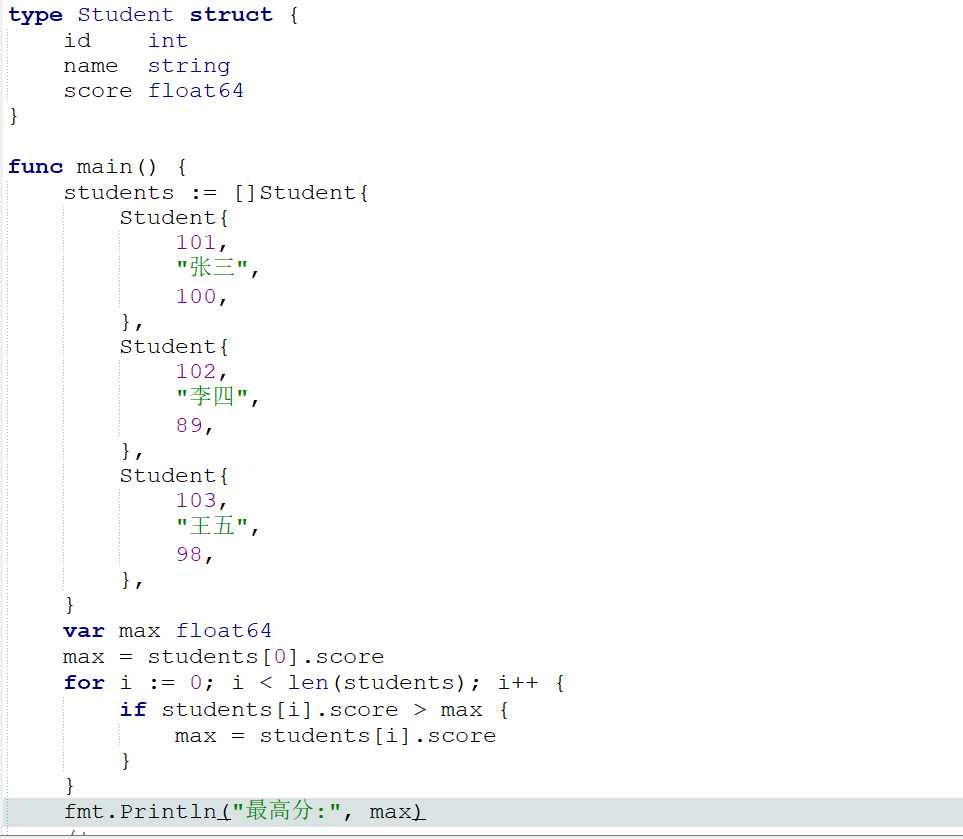 type Student struct {
    id    int
    name  string
    score float64
}

func main() {
    students := []Student{
        Student{
            101,
            "张三",
            100,
        },
        Student{
            102,
            "李四",
            89,
        },
        Student{
            103,
            "王五",
            98,
        },
    }
    var max float64
    max = students[0].score
    for i := 0; i < len(students); i++ {
        if students[i].score > max {
            max = students[i].score
        }
    }
    fmt.Println("最高分:", max)